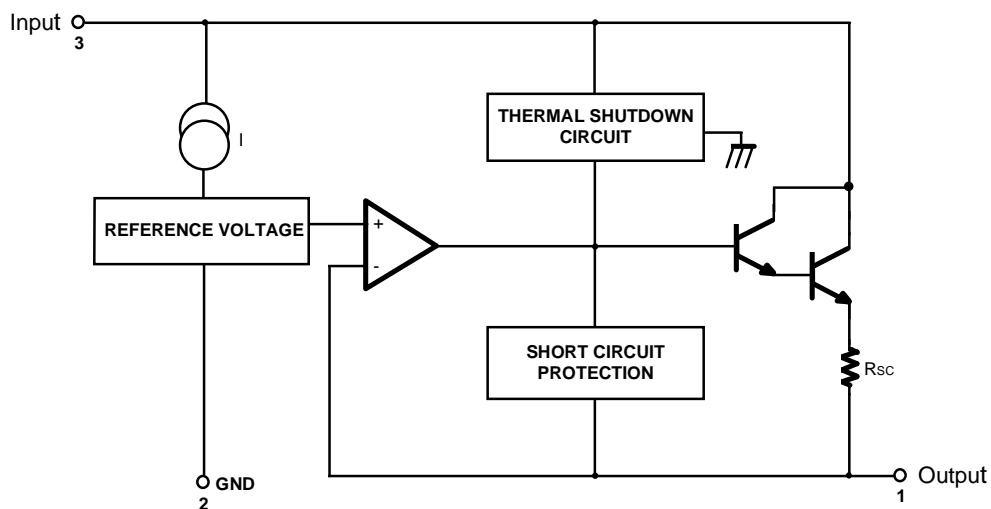 Input
3
THERMAL SHUTDOWN
CIRCUIT
I
REFERENCE VOLTAGE
+
-
SHORT CIRCUIT
PROTECTION
RSC
GND
2
Output
1